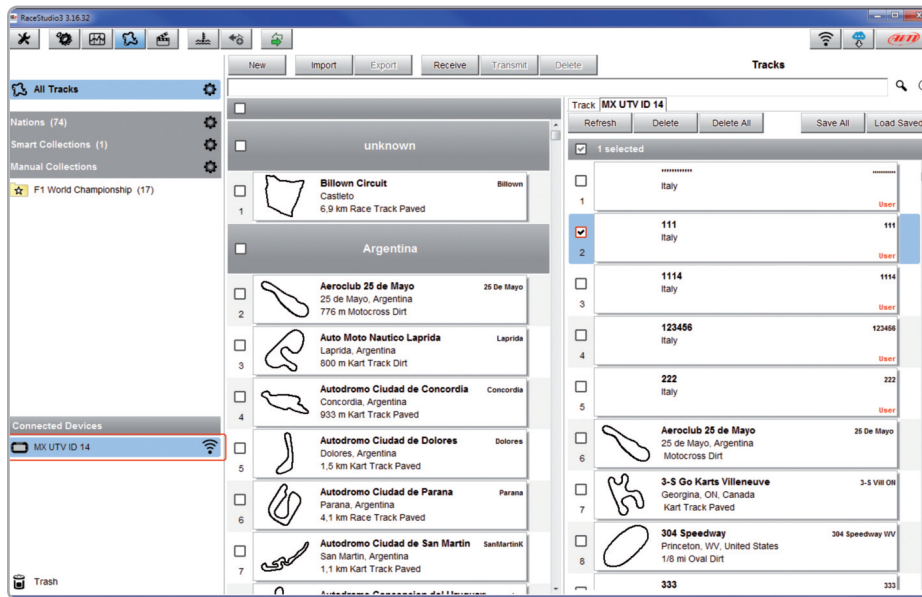 RaceStudio3 3.16.32
AiM
New Import Export Receive Transmit Delete
Tracks
All Tracks
Nations (74)
Smart Collections (1)
Manual Collections
F1 World Championship (17)
Connected Devices
MX UTV ID 14
Trash
unknown
Billown Circuit Billown
Castleto
6,9 km Race Track Paved
1
Argentina
Aeroclub 25 de Mayo 25 De Mayo
25 de Mayo, Argentina
776 m Motocross Dirt
2
Auto Moto Nautico Laprida Laprida
Laprida, Argentina
800 m Kart Track Dirt
3
Autodromo Ciudad de Concordia Concordia
Concordia, Argentina
933 m Kart Track Paved
4
Autodromo Ciudad de Dolores Dolores
Dolores, Argentina
1,5 km Kart Track Paved
5
Autodromo Ciudad de Parana Parana
Parana, Argentina
4,1 km Race Track Paved
6
Autodromo Ciudad de San Martin SanMartinK
San Martin, Argentina
1,1 km Kart Track Paved
7
Track MX UTV ID 14
Refresh Delete Delete All Save All Load Saved
1 selected
Italy
User
1
111 111
Italy
User
2
1114 1114
Italy
User
3
123456 123456
Italy
User
4
222 222
Italy
User
5
Aeroclub 25 de Mayo 25 De Mayo
25 de Mayo, Argentina
Motocross Dirt
6
3-S Go Karts Villeneuve 3-S Vill ON
Georgina, ON, Canada
Kart Track Paved
7
304 Speedway 304 Speedway WV
Princeton, WV, United States
1/8 mi Oval Dirt
8
333 333